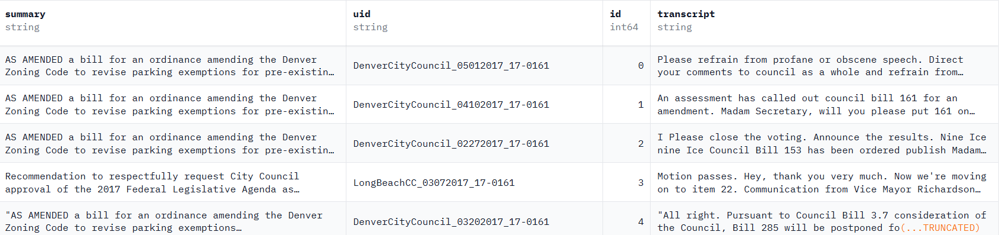 summary
string
uid
string
id
int64
transcript
string
AS AMENDED a bill for an ordinance amending the Denver
Zoning Code to revise parking exemptions for pre-existin…
DenverCityCouncil_05012017_17-0161
0
Please refrain from profane or obscene speech. Direct
your comments to council as a whole and refrain from…
AS AMENDED a bill for an ordinance amending the Denver
Zoning Code to revise parking exemptions for pre-existin…
DenverCityCouncil_04102017_17-0161
1
An assessment has called out council bill 161 for an
amendment. Madam Secretary, will you please put 161 on…
AS AMENDED a bill for an ordinance amending the Denver
Zoning Code to revise parking exemptions for pre-existin…
DenverCityCouncil_02272017_17-0161
2
I Please close the voting. Announce the results. Nine Ice
nine Ice Council Bill 153 has been ordered publish Madam…
Recommendation to respectfully request City Council
approval of the 2017 Federal Legislative Agenda as…
LongBeachCC_03072017_17-0161
3
Motion passes. Hey, thank you very much. Now we're moving
on to item 22. Communication from Vice Mayor Richardson…
"AS AMENDED a bill for an ordinance amending the Denver
Zoning Code to revise parking exemptions…
DenverCityCouncil_03202017_17-0161
4
"All right. Pursuant to Council Bill 3.7 consideration of
the Council, Bill 285 will be postponed fo(...TRUNCATED)